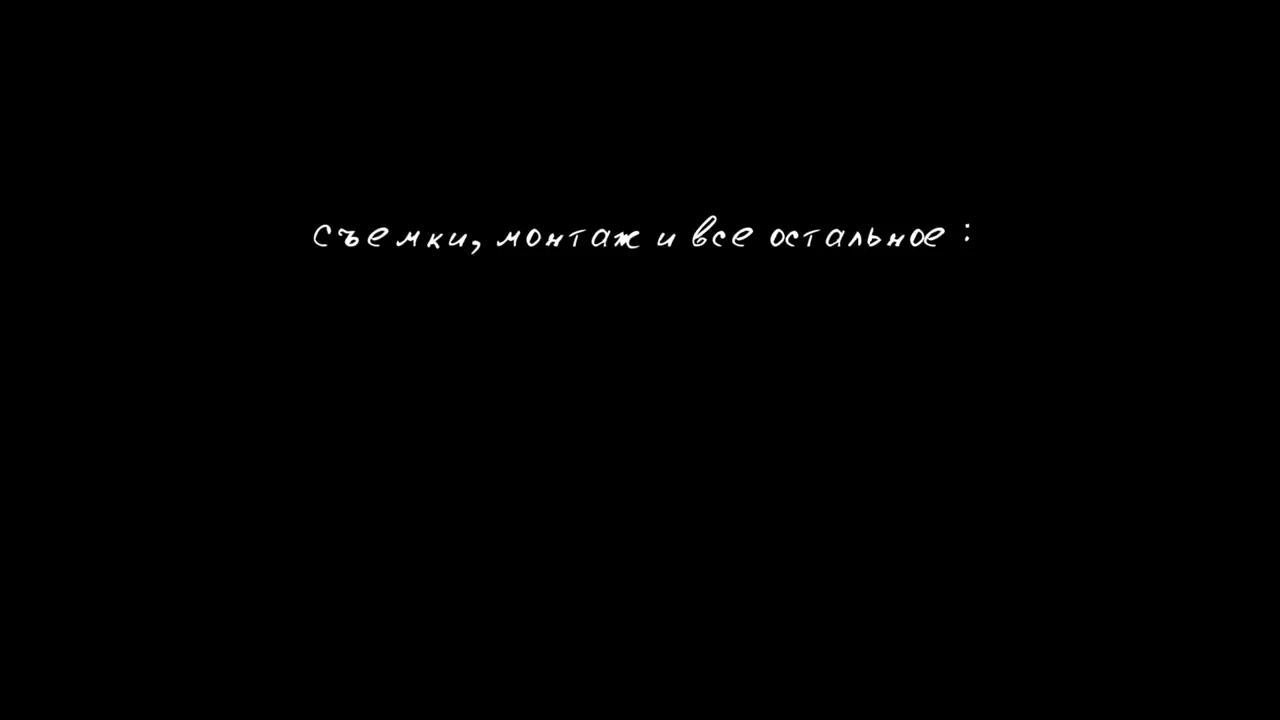 съемки, монтаж и все остальное :